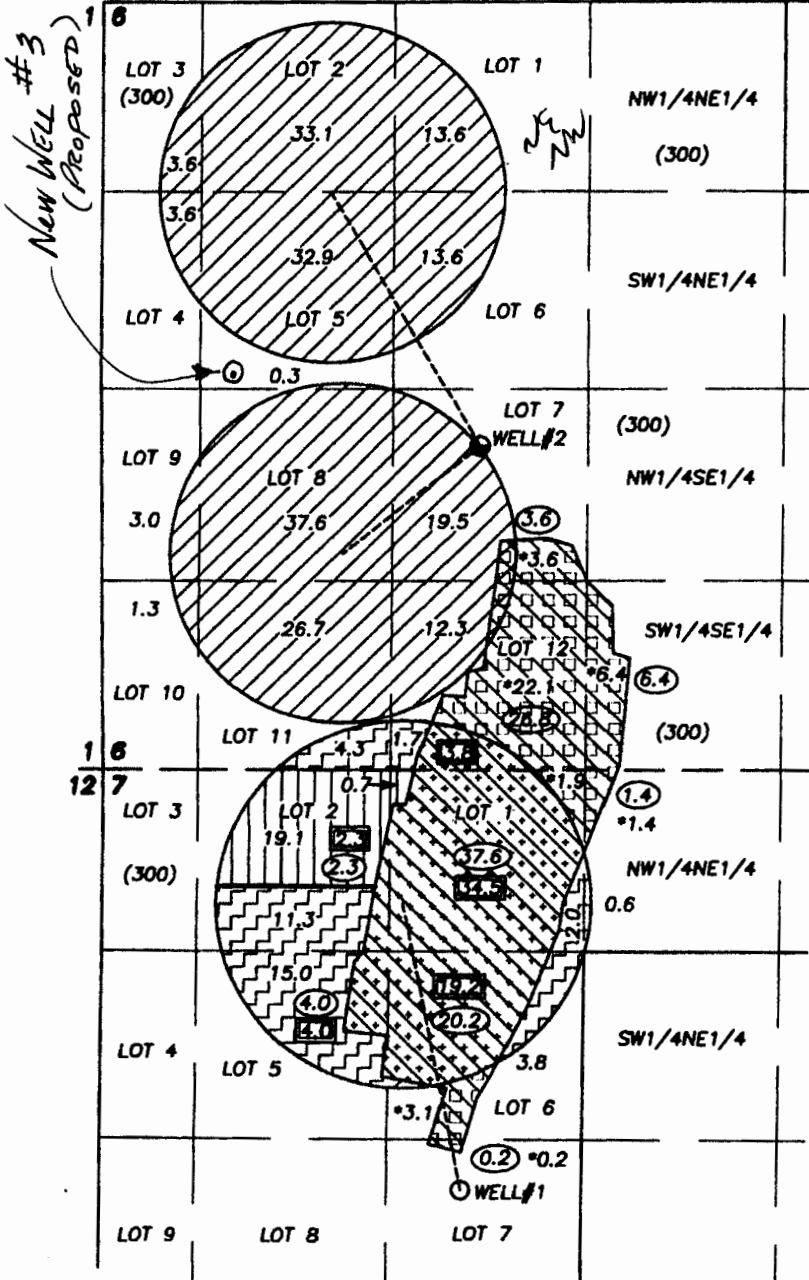 1 6
New Well #3
(PROPOSED)
LOT 3
(300)
LOT 2
LOT 1
NW1/4NE1/4
(300)
33.1
13.6
3.6
3.6
32.9
13.6
SW1/4NE1/4
LOT 4
LOT 5
LOT 6
0.3
LOT 7
WELL#2
(300)
LOT 9
LOT 8
NW1/4SE1/4
3.0
37.6
19.5
3.6
*3.6
1.3
26.7
12.3
LOT 12
SW1/4SE1/4
*22.1
*6.4
6.4
LOT 10
LOT 11
4.3
1.7
(300)
1 6
12 7
0.7
*1.9
1.4
*1.4
LOT 3
LOT 2
LOT 1
19.1
2.3
2.3
37.6
34.5
(300)
NW1/4NE1/4
11.3
2.0
0.6
15.0
4.0
4.0
19.2
20.2
SW1/4NE1/4
LOT 4
LOT 5
3.8
*3.1
LOT 6
0.2 *0.2
WELL#1
LOT 9
LOT 8
LOT 7